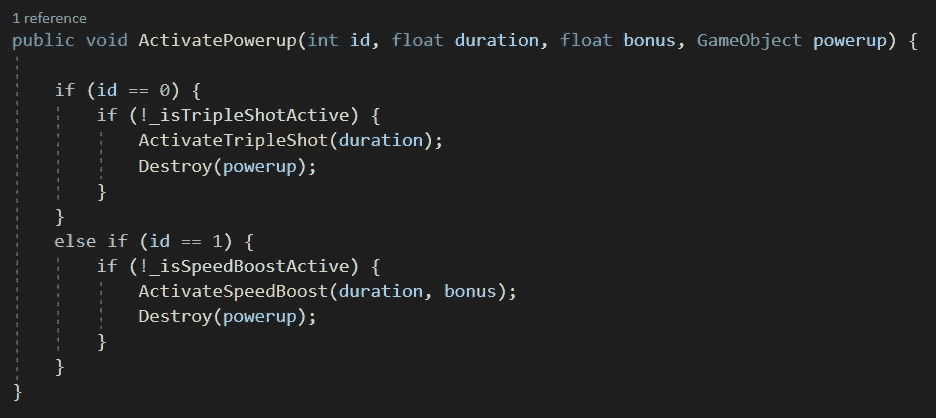 1 reference
public void ActivatePowerup(int id, float duration, float bonus, GameObject powerup) {
if (id == 0) {
if (!_isTripleShotActive) {
ActivateTripleShot(duration);
Destroy(powerup);
}
}
else if (id == 1) {
if (!_isSpeedBoostActive) {
ActivateSpeedBoost(duration, bonus);
Destroy(powerup);
}
}
}